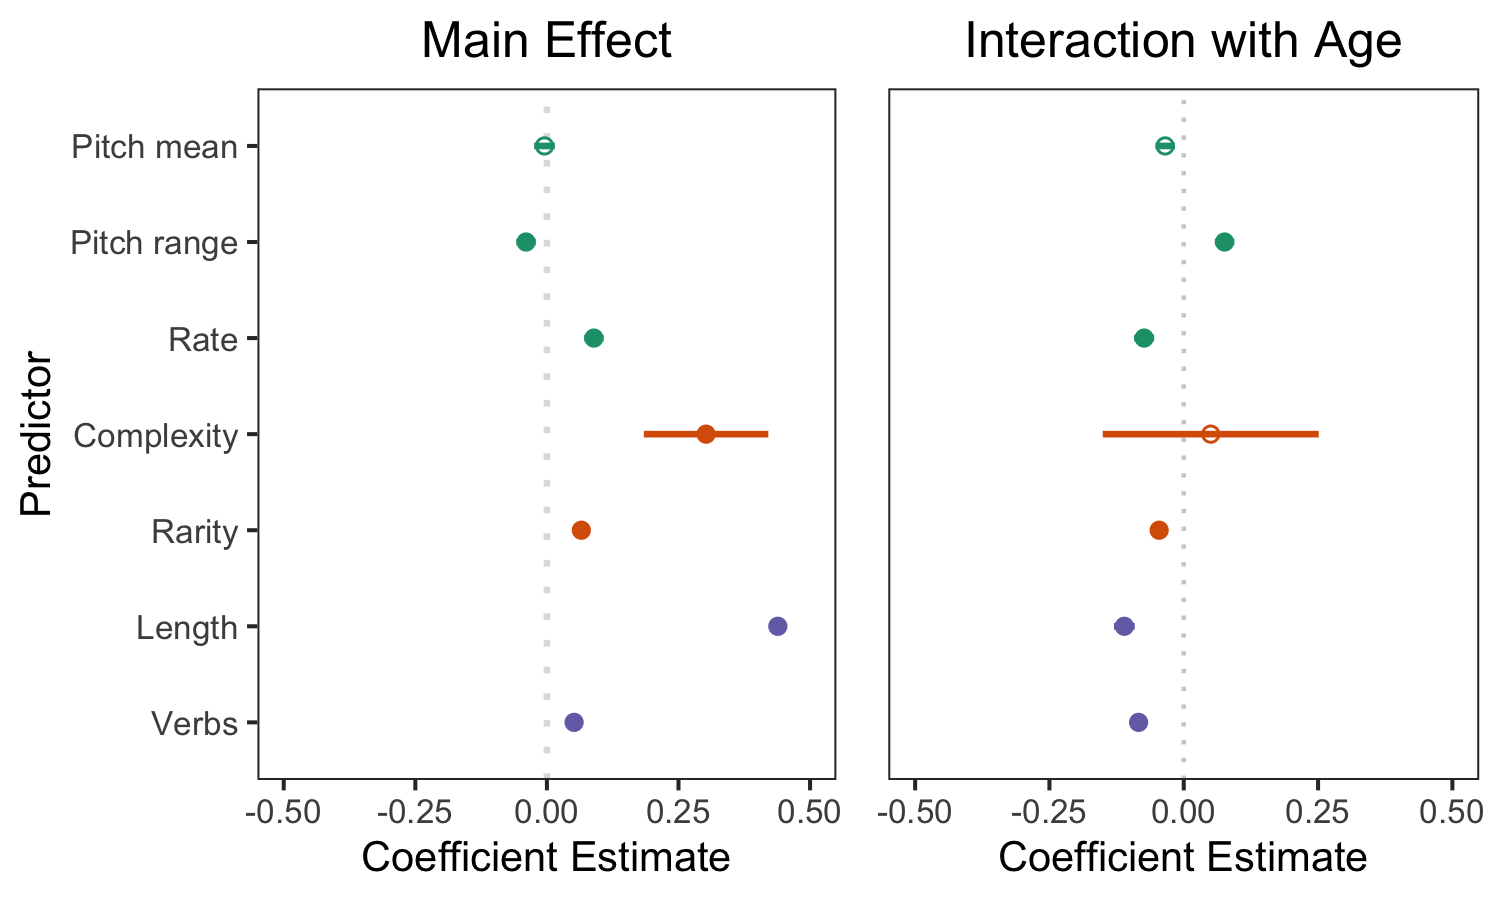 Main Effect
Interaction with Age
Predictor
Pitch mean
Pitch range
Rate
Complexity
Rarity
Length
Verbs
-0.50 -0.25 0.00 0.25 0.50
-0.50 -0.25 0.00 0.25 0.50
Coefficient Estimate
Coefficient Estimate